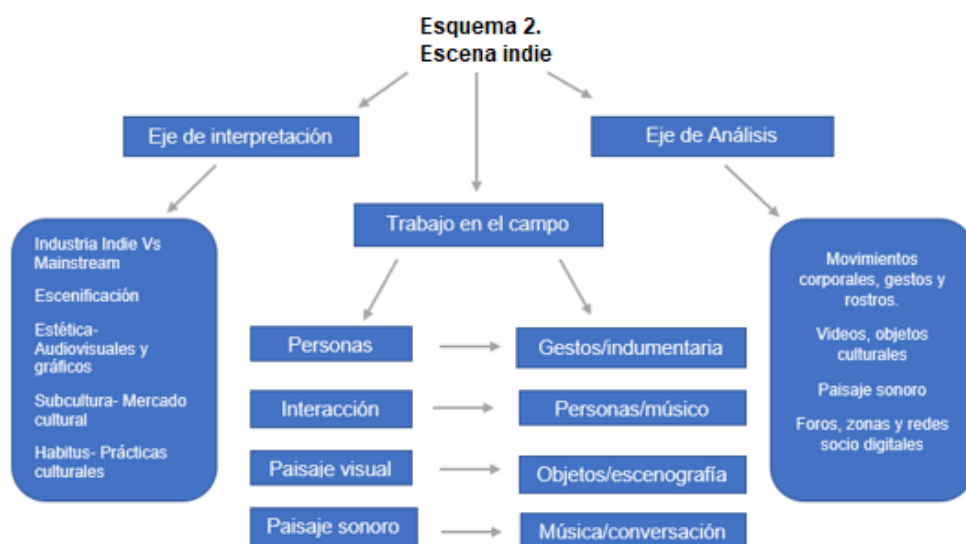 Esquema 2.
Escena indie
Eje de interpretación
Eje de Análisis
Trabajo en el campo
Industria Indie Vs
Mainstream
Escenificación
Estética-
Audiovisuales y
gráficos
Subcultura- Mercado
cultural
Habitus- Prácticas
culturales
Personas
Gestos/indumentaria
Interacción
Personas/músico
Paisaje visual
Objetos/escenografía
Paisaje sonoro
Música/conversación
Movimientos
corporales, gestos y
rostros.
Videos, objetos
culturales
Paisaje sonoro
Foros, zonas y redes
socio digitales